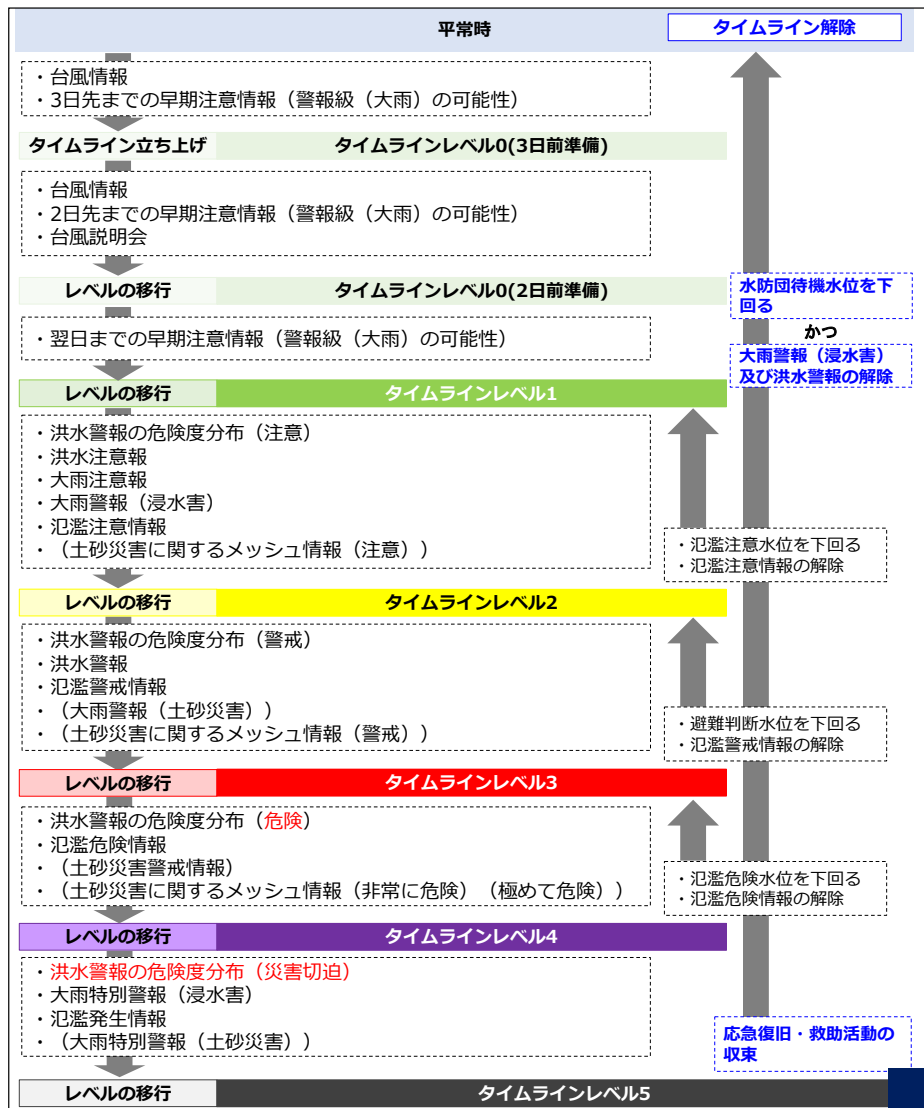 平常時
タイムライン解除
・台風情報
・3日先までの早期注意情報（警報級（大雨）の可能性）
タイムライン立ち上げ
タイムラインレベル0(3日前準備)
・台風情報
・2日先までの早期注意情報（警報級（大雨）の可能性）
・台風説明会
レベルの移行
タイムラインレベル0(2日前準備)
水防団待機水位を下
回る
かつ
大雨警報（浸水害）
及び洪水警報の解除
・翌日までの早期注意情報（警報級（大雨）の可能性）
レベルの移行
タイムラインレベル1
・洪水警報の危険度分布（注意）
・洪水注意報
・大雨注意報
・大雨警報（浸水害）
・氾濫注意情報
・（土砂災害に関するメッシュ情報（注意））
・氾濫注意水位を下回る
・氾濫注意情報の解除
レベルの移行
タイムラインレベル2
・洪水警報の危険度分布（警戒）
・洪水警報
・氾濫警戒情報
・（大雨警報（土砂災害））
・（土砂災害に関するメッシュ情報（警戒））
・避難判断水位を下回る
・氾濫警戒情報の解除
レベルの移行
タイムラインレベル3
・洪水警報の危険度分布（危険）
・氾濫危険情報
・（土砂災害警戒情報）
・（土砂災害に関するメッシュ情報（非常に危険）（極めて危険））
・氾濫危険水位を下回る
・氾濫危険情報の解除
レベルの移行
タイムラインレベル4
・洪水警報の危険度分布（災害切迫）
・大雨特別警報（浸水害）
・氾濫発生情報
・（大雨特別警報（土砂災害））
応急復旧・救助活動の
収束
レベルの移行
タイムラインレベル5